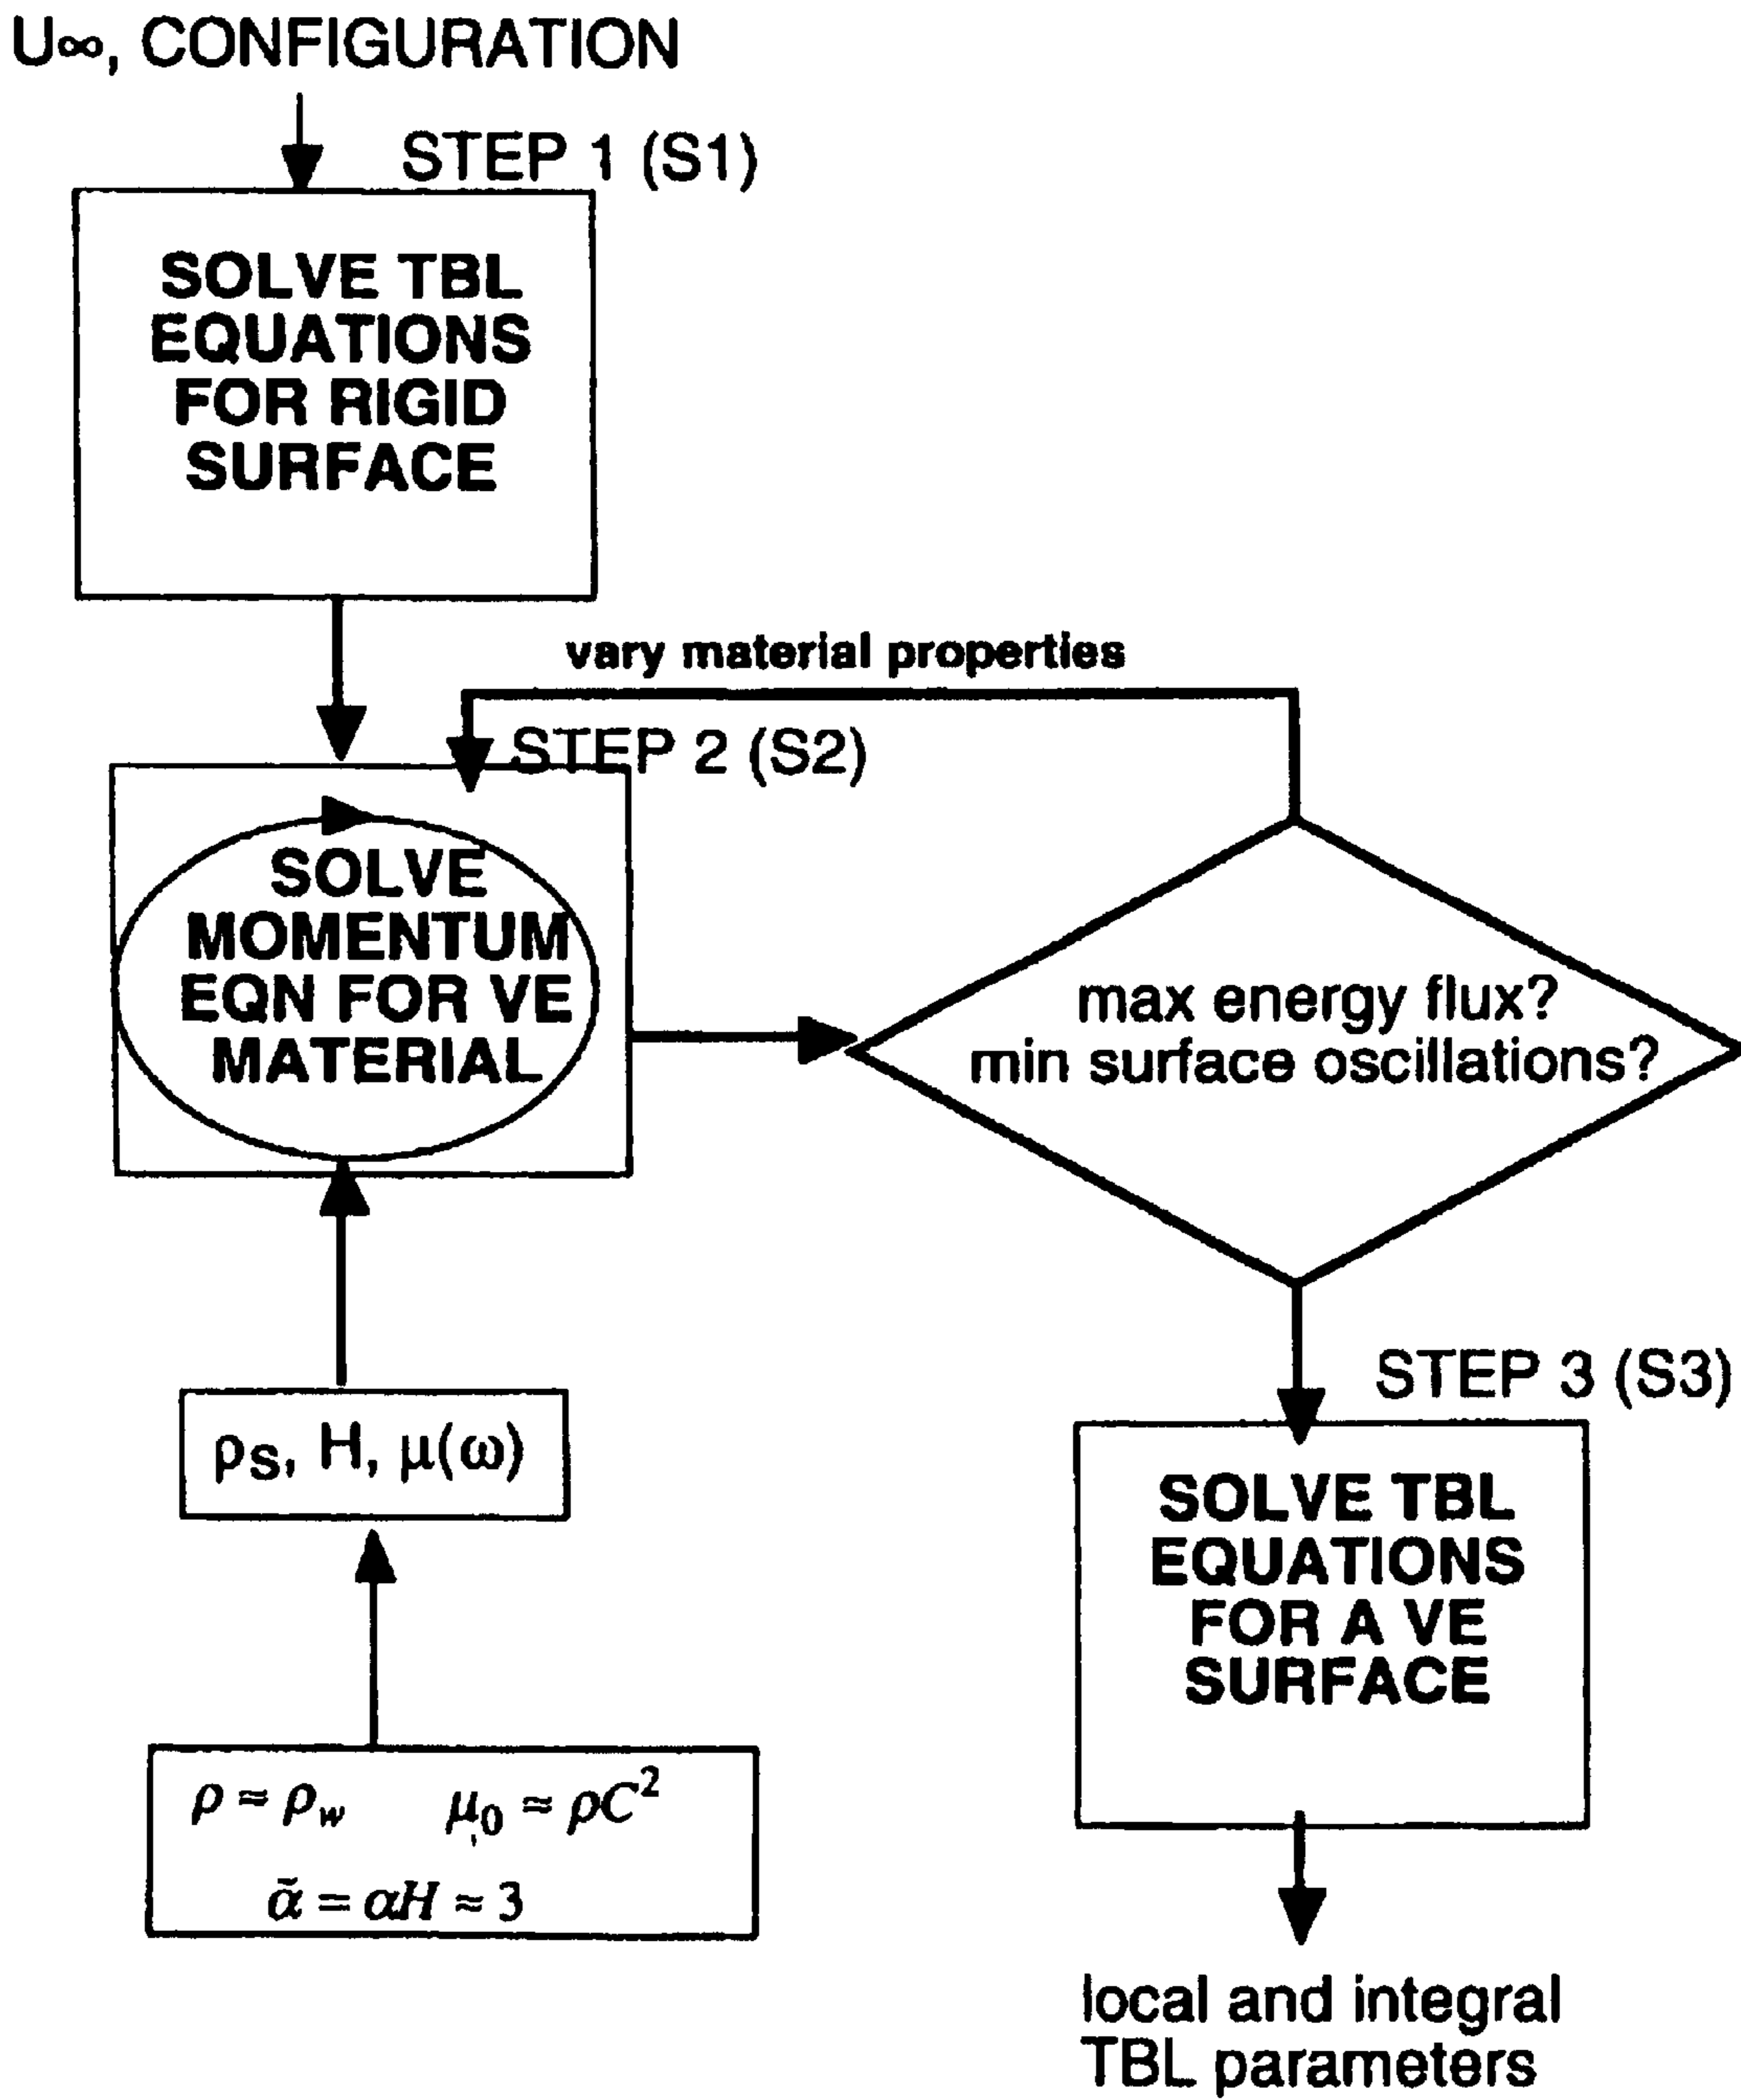 U∞, CONFIGURATION
STEP 1 (S1)
SOLVE TBL
EQUATIONS
FOR RIGID
SURFACE
vary material properties
STEP 2 (S2)
SOLVE
MOMENTUM
EQN FOR VE
MATERIAL
max energy flux?
min surface oscillations?
ρs, H, μ(ω)
STEP 3 (S3)
SOLVE TBL
EQUATIONS
FOR A VE
SURFACE
ρ ≈ ρw μ0 ≈ ρC²
α̃ = αH ≈ 3
local and integral
TBL parameters